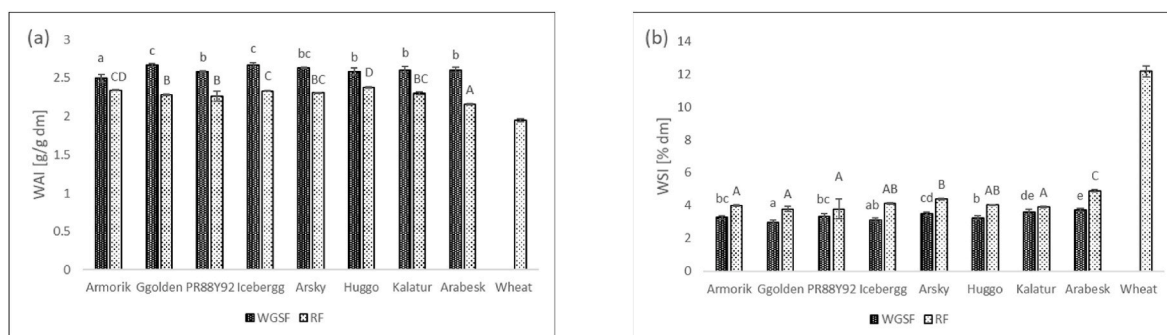 (a)
WAI [g/g dm]
3
2.5
2
1.5
1
0.5
0
a CD c B b B c C bc BC b D b BC b A
Armorik Ggolden PR88Y92 Icebergg Arsky Huggo Kalatur Arabesk Wheat
WGSF RF
(b)
WSI [% dm]
14
12
10
8
6
4
2
0
bc A a A bc A ab AB cd B b AB de A e C
Armorik Ggolden PR88Y92 Icebergg Arsky Huggo Kalatur Arabesk Wheat
WGSF RF